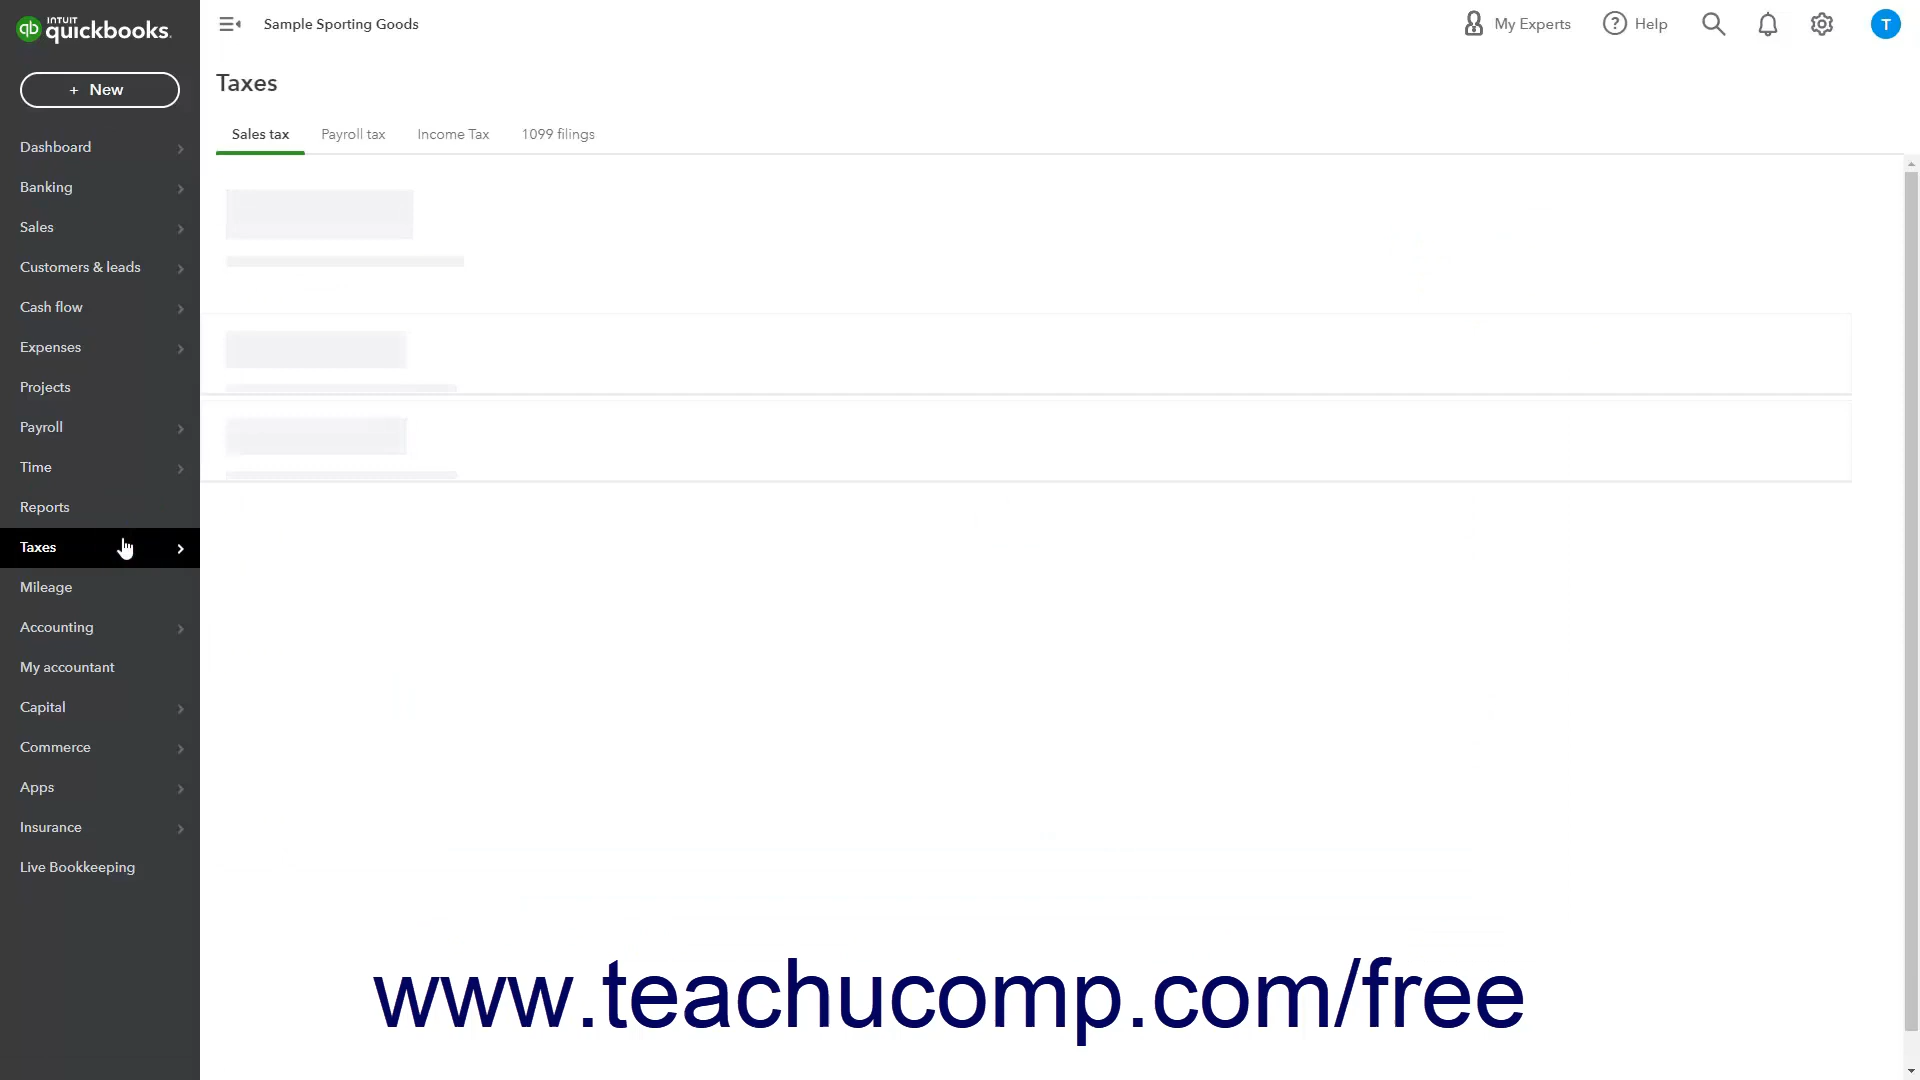 INTUIT
quickbooks.
Sample Sporting Goods
My Experts
Help
T
+ New
Taxes
Sales tax
Payroll tax
Income Tax
1099 filings
Dashboard
Banking
Sales
Customers & leads
Cash flow
Expenses
Projects
Payroll
Time
Reports
Taxes
Mileage
Accounting
My accountant
Capital
Commerce
Apps
Insurance
Live Bookkeeping
www.teachucomp.com/free